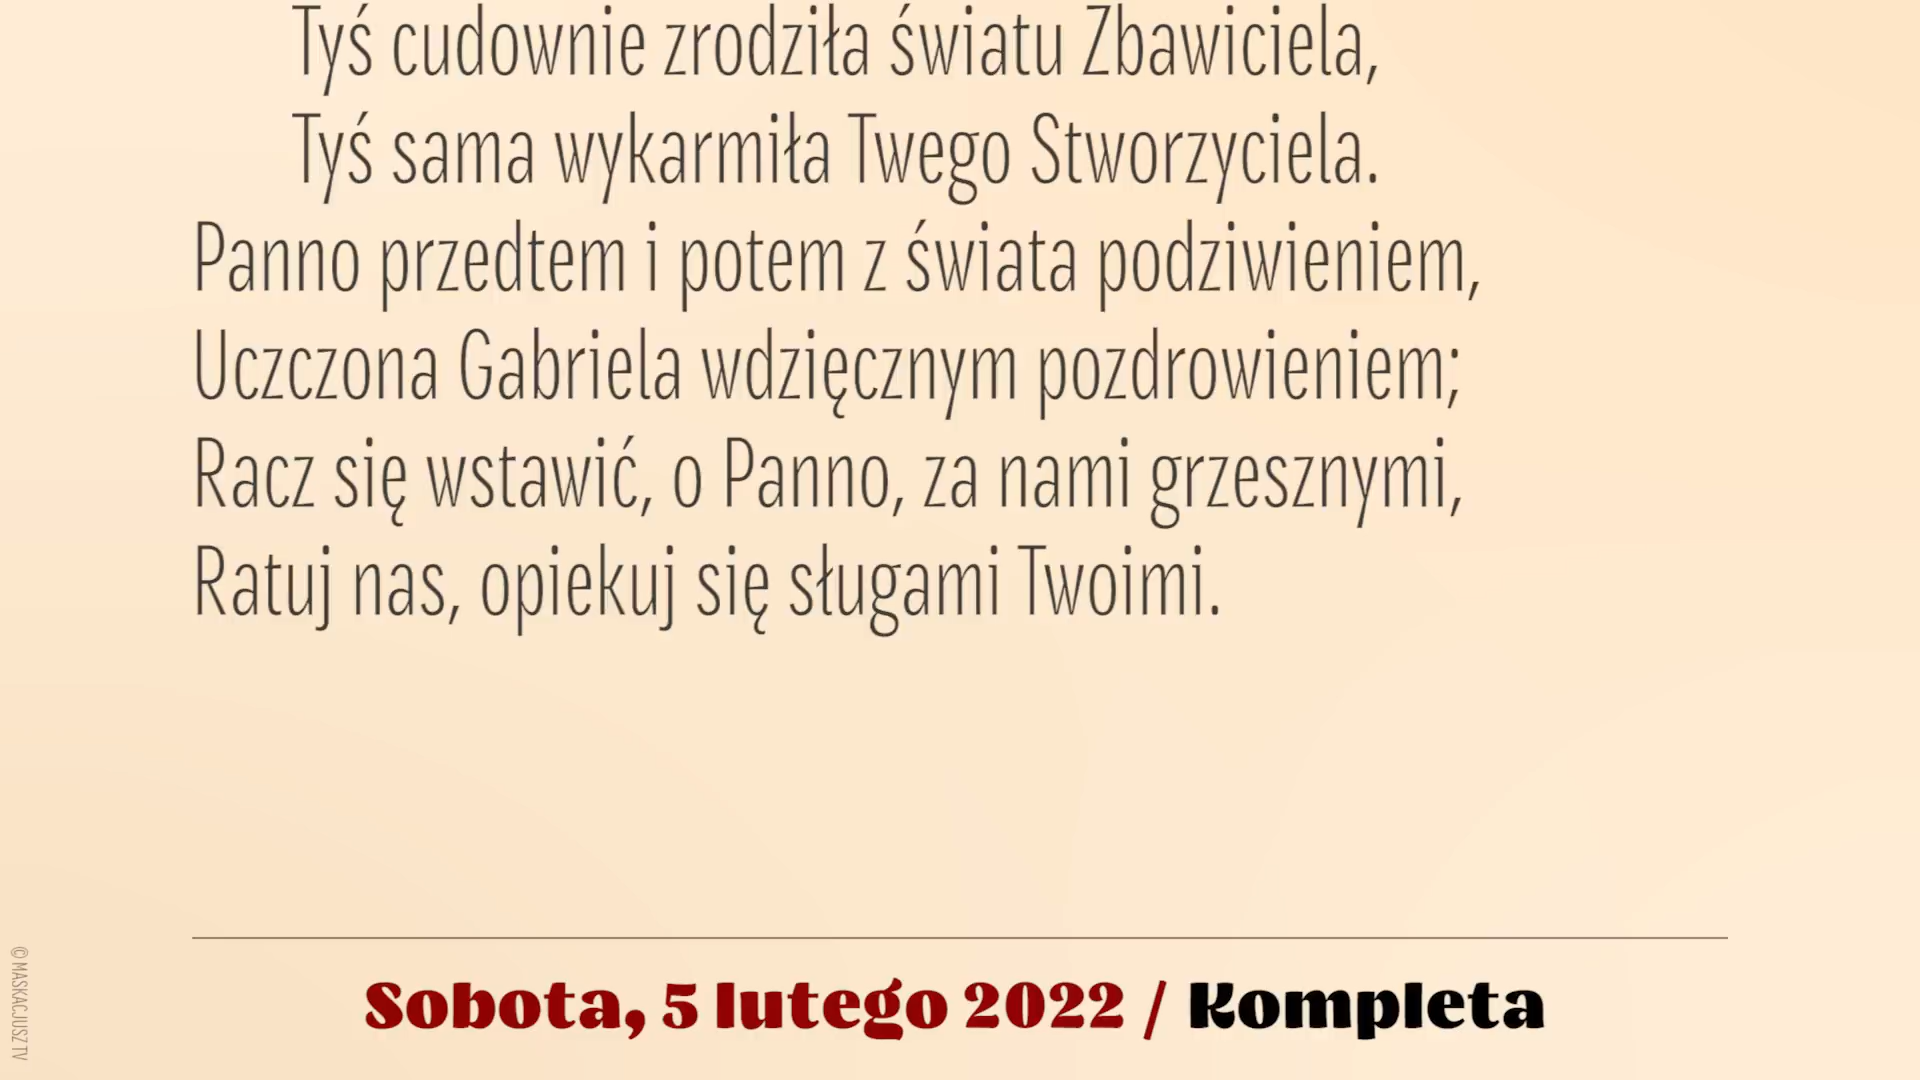 Tyś cudownie zrodziła światu Zbawiciela,
Tyś sama wykarmiła Twego Stworzyciela.
Panno przedtem i potem z świata podziwieniem,
Uczczona Gabriela wdzięcznym pozdrowieniem;
Racz się wstawić, o Panno, za nami grzesznymi,
Ratuj nas, opiekuj się sługami Twoimi.
Sobota, 5 lutego 2022 / Kompleta
© MASKACJUSZ TV